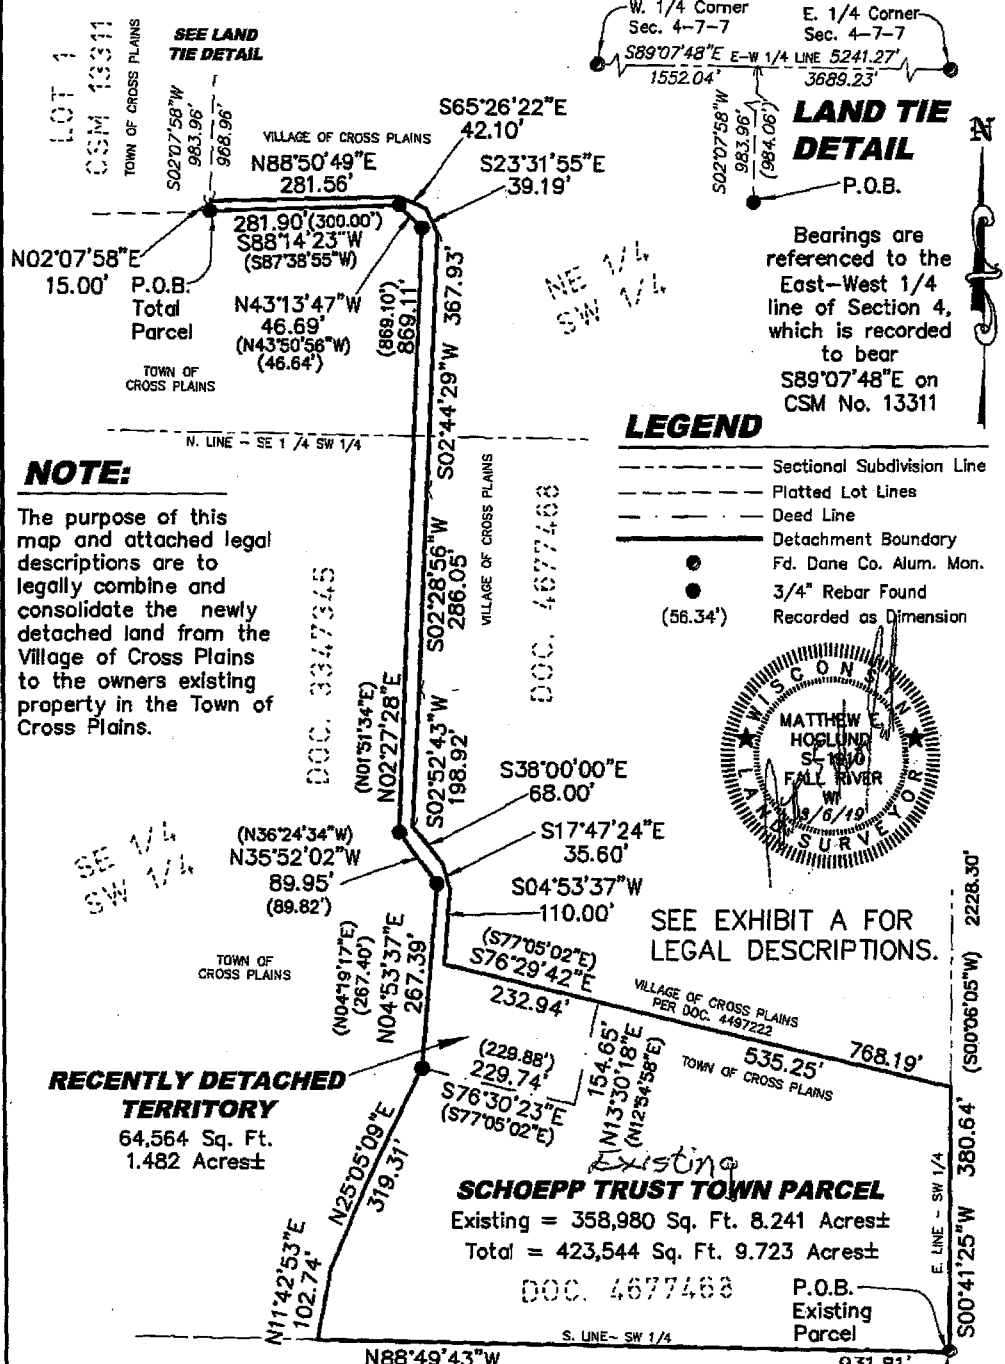 LOT 1
CSM 13311
TOWN OF CROSS PLAINS
SEE LAND
TIE DETAIL
S02°07'58"W
983.96'
968.96'
W. 1/4 Corner
Sec. 4-7-7
E. 1/4 Corner
Sec. 4-7-7
S89°07'48"E E-W 1/4 LINE 5241.27'
1552.04'
3689.23'
S02°07'58"W
983.96'
(984.06')
LAND TIE
DETAIL
P.O.B.
N
Bearings are
referenced to the
East-West 1/4
line of Section 4,
which is recorded
to bear
S89°07'48"E on
CSM No. 13311
VILLAGE OF CROSS PLAINS
N88°50'49"E
281.56'
S65°26'22"E
42.10'
S23°31'55"E
39.19'
281.90'(300.00')
S88°14'23"W
(S87°38'55"W)
N02°07'58"E
15.00'
P.O.B.
Total
Parcel
N43°13'47"W
46.69'
(N43°50'56"W)
(46.64')
(869.10')
869.11'
S02°44'29"W 367.93'
NE 1/4
SW 1/4
TOWN OF
CROSS PLAINS
N. LINE - SE 1/4 SW 1/4
LEGEND
Sectional Subdivision Line
Platted Lot Lines
Deed Line
Detachment Boundary
Fd. Dane Co. Alum. Mon.
3/4" Rebar Found
(56.34') Recorded as Dimension
NOTE:
The purpose of this
map and attached legal
descriptions are to
legally combine and
consolidate the newly
detached land from the
Village of Cross Plains
to the owners existing
property in the Town of
Cross Plains.
DOC. 3347345
S02°28'56"W
286.05'
VILLAGE OF CROSS PLAINS
DOC. 4677468
(N01°51'34"E)
N02°27'28"E
S02°52'43"W
198.92'
WISCONSIN
MATTHEW E.
HOGLUND
S-1910
FALL RIVER
WI
3/6/19
LAND SURVEYOR
S38°00'00"E
68.00'
S17°47'24"E
35.60'
S04°53'37"W
110.00'
SE 1/4
SW 1/4
(N36°24'34"W)
N35°52'02"W
89.95'
(89.82')
SEE EXHIBIT A FOR
LEGAL DESCRIPTIONS.
(S00°06'05"W) 2228.30'
TOWN OF
CROSS PLAINS
(N04°19'17"E)
(267.40')
N04°53'37"E
267.39'
(S77°05'02"E)
S76°29'42"E
232.94'
VILLAGE OF CROSS PLAINS
PER DOC. 4497222
535.25'
768.19'
TOWN OF CROSS PLAINS
RECENTLY DETACHED
TERRITORY
64,564 Sq. Ft.
1.482 Acres±
(229.88')
229.74'
S76°30'23"E
(S77°05'02"E)
154.65'
N13°30'18"E
(N12°54'58"E)
Existing
SCHOEPP TRUST TOWN PARCEL
Existing = 358,980 Sq. Ft. 8.241 Acres±
Total = 423,544 Sq. Ft. 9.723 Acres±
DOC. 4677468
N25°05'09"E
319.31'
N11°42'53"E
102.74'
E. LINE - SW 1/4
S00°41'25"W 380.64'
P.O.B.
Existing
Parcel
S. LINE- SW 1/4
N88°49'43"W
931.81'